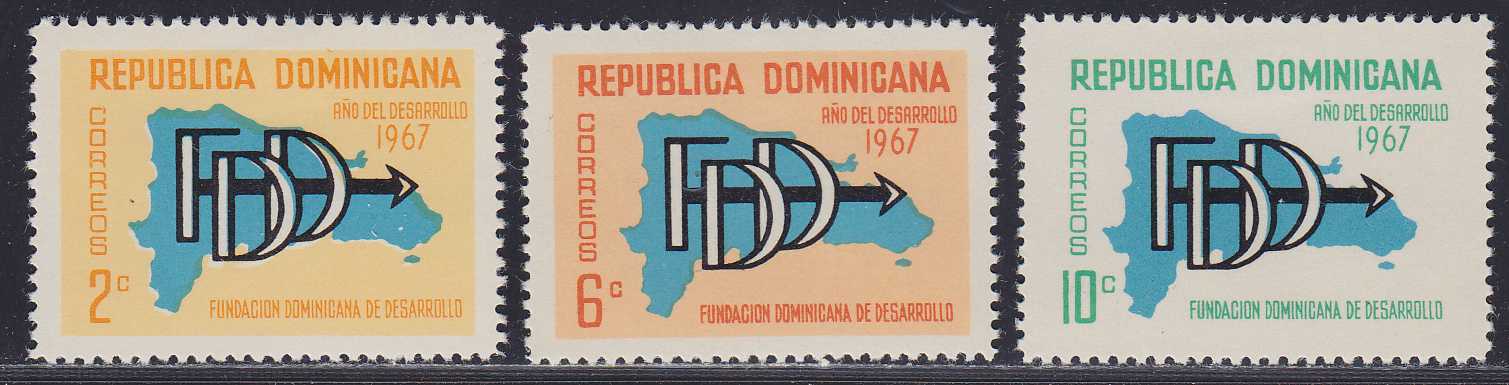 REPUBLICA DOMINICANA
AÑO DEL DESARROLLO
1967
CORREOS
FDD
2c
FUNDACION DOMINICANA DE DESARROLLO
REPUBLICA DOMINICANA
AÑO DEL DESARROLLO
1967
CORREOS
FDD
6c
FUNDACION DOMINICANA DE DESARROLLO
REPUBLICA DOMINICANA
AÑO DEL DESARROLLO
1967
CORREOS
FDD
10c
FUNDACION DOMINICANA DE DESARROLLO